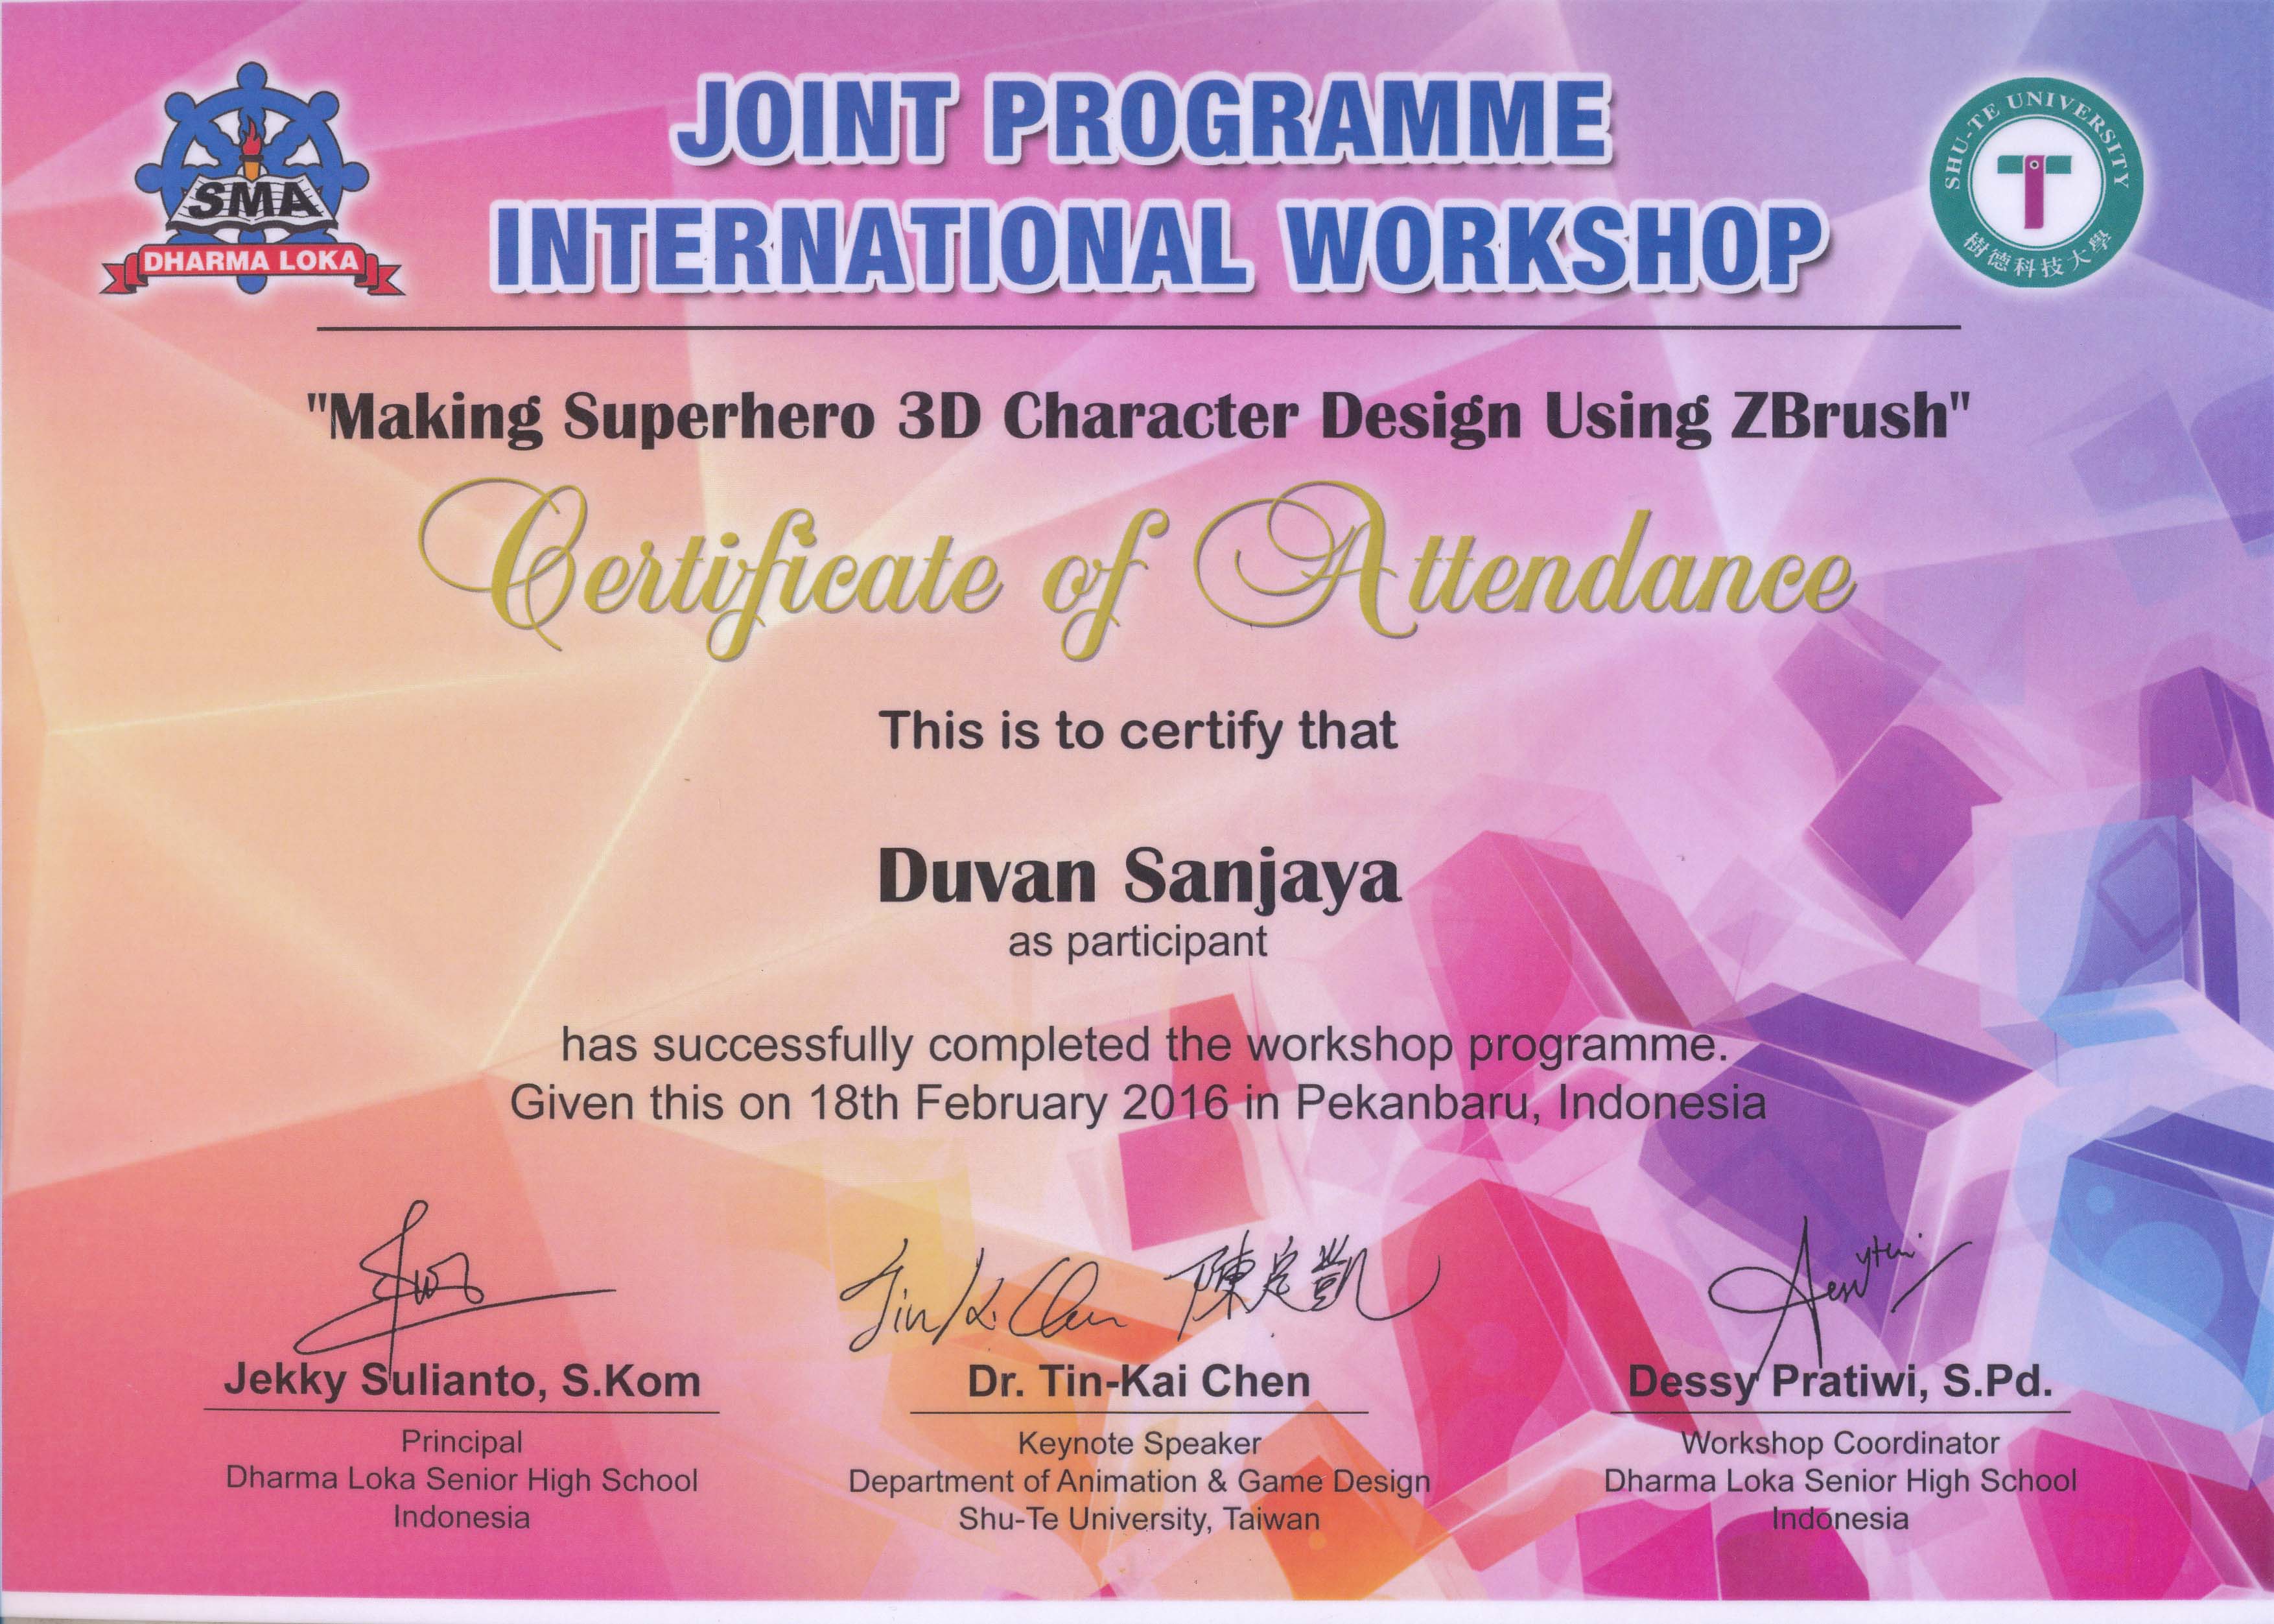 SMA
DHARMA LOKA
JOINT PROGRAMME
INTERNATIONAL WORKSHOP
SHU-TE UNIVERSITY
樹德科技大學
"Making Superhero 3D Character Design Using ZBrush"
Certificate of Attendance
This is to certify that
Duvan Sanjaya
as participant
has successfully completed the workshop programme.
Given this on 18th February 2016 in Pekanbaru, Indonesia
Tin Kai Chen 陳定凱
Jekky Sulianto, S.Kom
Principal
Dharma Loka Senior High School
Indonesia
Dr. Tin-Kai Chen
Keynote Speaker
Department of Animation & Game Design
Shu-Te University, Taiwan
Dessy Pratiwi, S.Pd.
Workshop Coordinator
Dharma Loka Senior High School
Indonesia